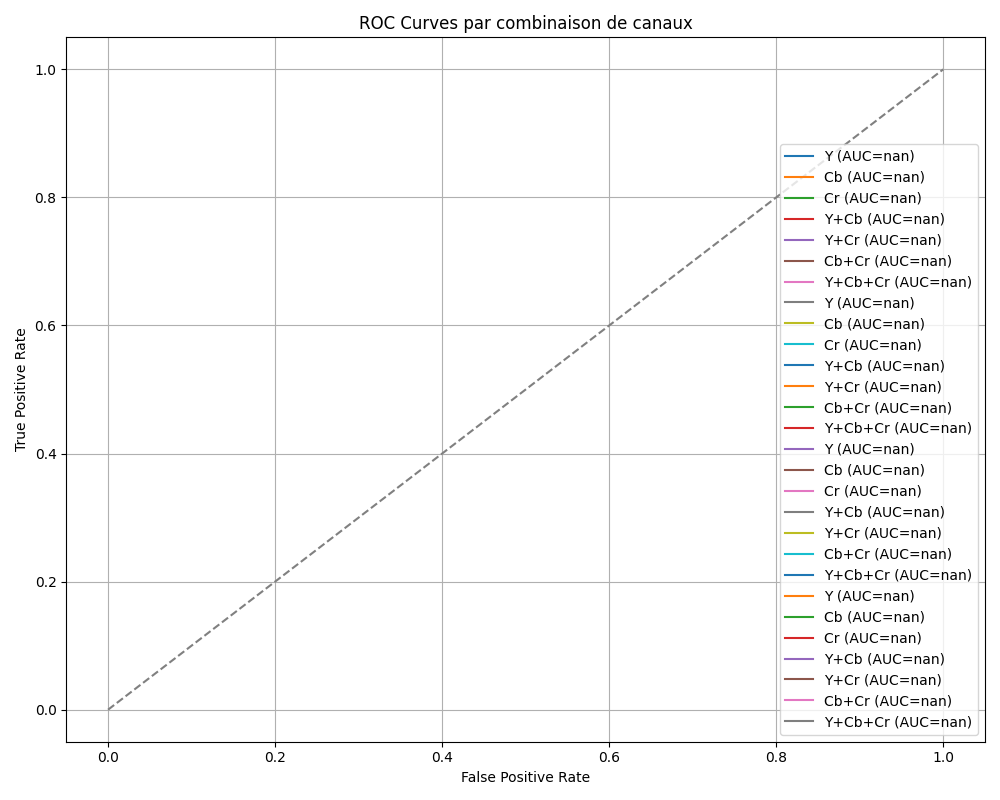 ROC Curves par combinaison de canaux
True Positive Rate
1.0
0.8
0.6
0.4
0.2
0.0
Y (AUC=nan)
Cb (AUC=nan)
Cr (AUC=nan)
Y+Cb (AUC=nan)
Y+Cr (AUC=nan)
Cb+Cr (AUC=nan)
Y+Cb+Cr (AUC=nan)
Y (AUC=nan)
Cb (AUC=nan)
Cr (AUC=nan)
Y+Cb (AUC=nan)
Y+Cr (AUC=nan)
Cb+Cr (AUC=nan)
Y+Cb+Cr (AUC=nan)
Y (AUC=nan)
Cb (AUC=nan)
Cr (AUC=nan)
Y+Cb (AUC=nan)
Y+Cr (AUC=nan)
Cb+Cr (AUC=nan)
Y+Cb+Cr (AUC=nan)
Y (AUC=nan)
Cb (AUC=nan)
Cr (AUC=nan)
Y+Cb (AUC=nan)
Y+Cr (AUC=nan)
Cb+Cr (AUC=nan)
Y+Cb+Cr (AUC=nan)
0.0 0.2 0.4 0.6 0.8 1.0
False Positive Rate